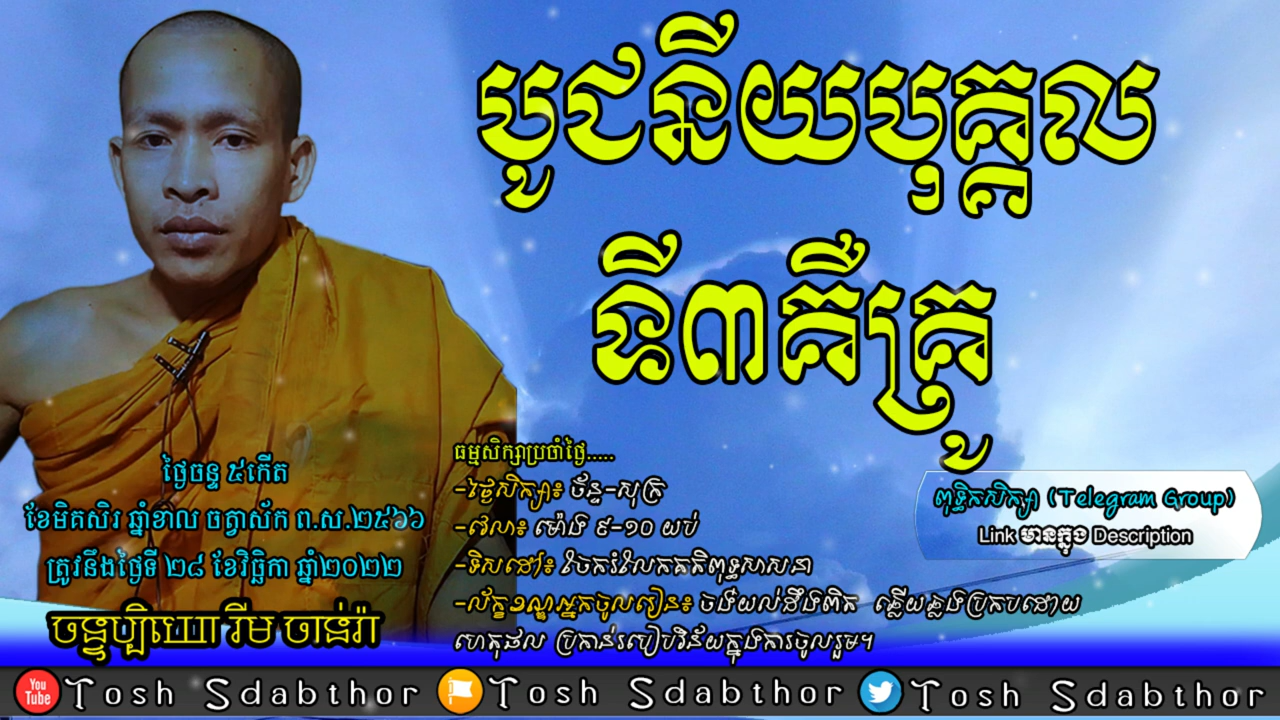 បូជនីយបុគ្គល
ទី៣គឺគ្រូ
ថ្ងៃចន្ទ ៥កើត
ខែមិគសិរ ឆ្នាំខាល ចត្វាស័ក ព.ស.២៥៦៦
ត្រូវនឹងថ្ងៃទី ២៨ ខែវិច្ឆិកា ឆ្នាំ២០២២
ចន្ទប្បិយោ រីម ចាន់រ៉ា
ធម្មសិក្សាប្រចាំថ្ងៃ.....
-ថ្ងៃសិក្សា៖ ច័ន្ទ-សុក្រ
-វេលា៖ ម៉ោង ៩-១០ យប់
-ទិសដៅ៖ ចែករំលែកគតិពុទ្ធសាសនា
-ល័ក្ខខណ្ឌអ្នកចូលរៀន៖ ចង់យល់ដឹងពិត ឆ្លើយឆ្លងប្រកបដោយ
ហេតុផល ប្រកាន់របៀបវិន័យក្នុងការចូលរួម។
ពុទ្ធិកសិក្សា (Telegram Group)
Link មានក្នុង Description
You Tube Tosh Sdabthor Tosh Sdabthor Tosh Sdabthor